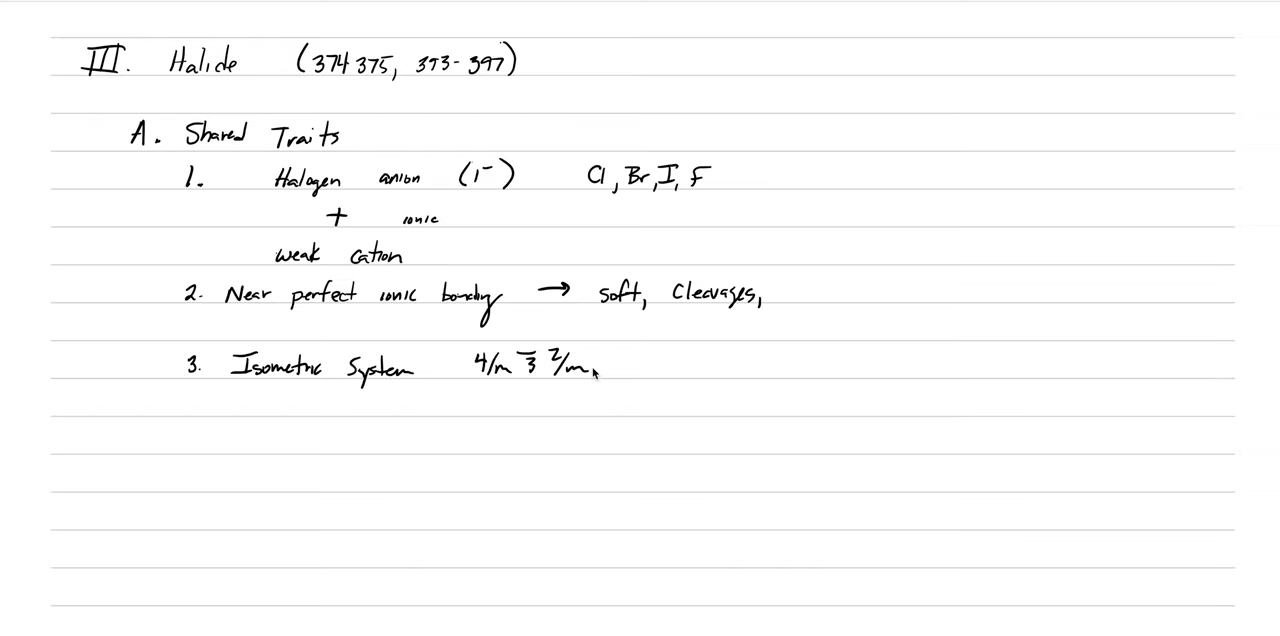 III. Halide (374 375, 393-397)
A. Shared Traits
1. Halogen anion (1⁻) Cl, Br, I, F
+ ionic
weak cation
2. Near perfect ionic bonding → soft, cleavages,
3. Isometric System 4/m 3̅ 2/m